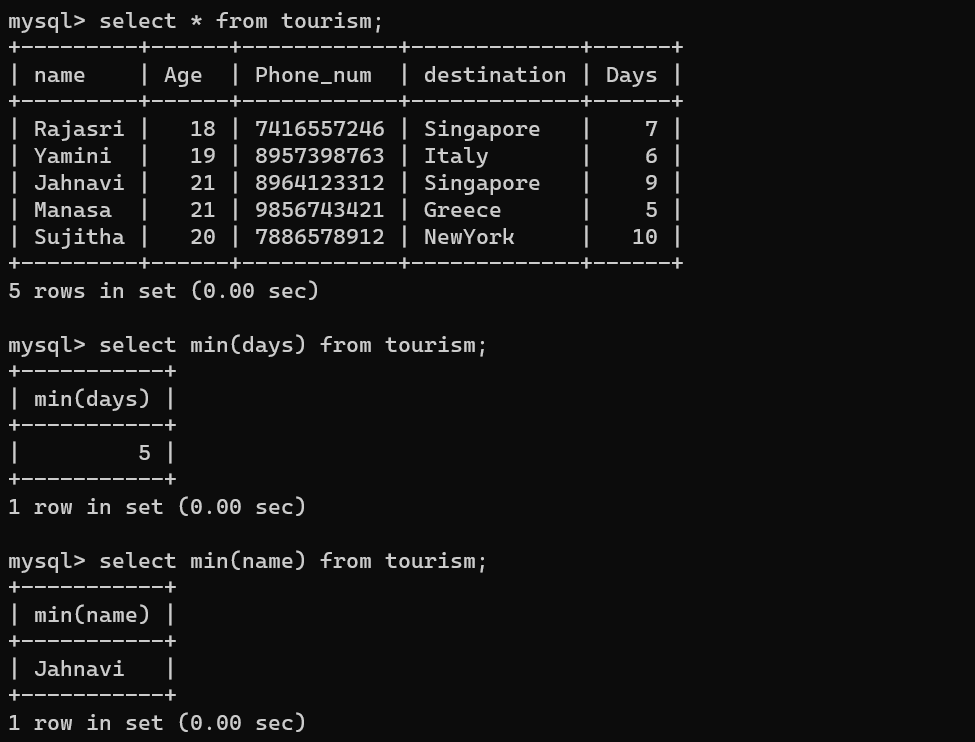 mysql> select * from tourism;
+---------+------+------------+-------------+------+
| name    | Age  | Phone_num  | destination | Days |
+---------+------+------------+-------------+------+
| Rajasri |   18 | 7416557246 | Singapore   |    7 |
| Yamini  |   19 | 8957398763 | Italy       |    6 |
| Jahnavi |   21 | 8964123312 | Singapore   |    9 |
| Manasa  |   21 | 9856743421 | Greece      |    5 |
| Sujitha |   20 | 7886578912 | NewYork     |   10 |
+---------+------+------------+-------------+------+
5 rows in set (0.00 sec)

mysql> select min(days) from tourism;
+-----------+
| min(days) |
+-----------+
|         5 |
+-----------+
1 row in set (0.00 sec)

mysql> select min(name) from tourism;
+-----------+
| min(name) |
+-----------+
| Jahnavi   |
+-----------+
1 row in set (0.00 sec)